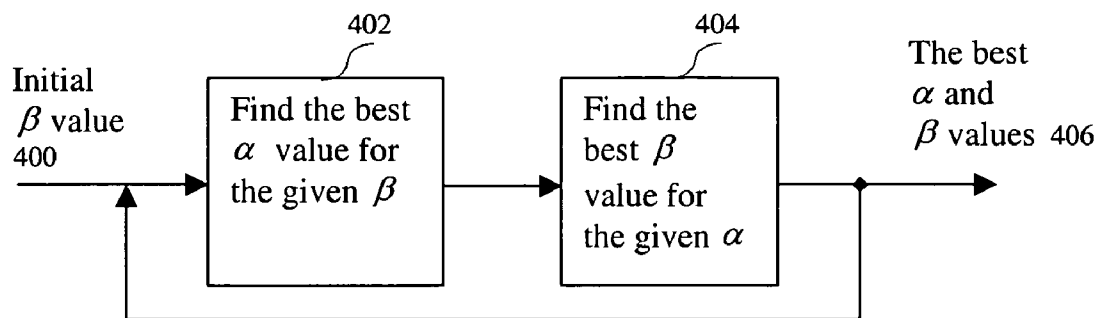 402
404
Initial
β value
400
Find the best
α value for
the given β
Find the
best β
value for
the given α
The best
α and
β values 406